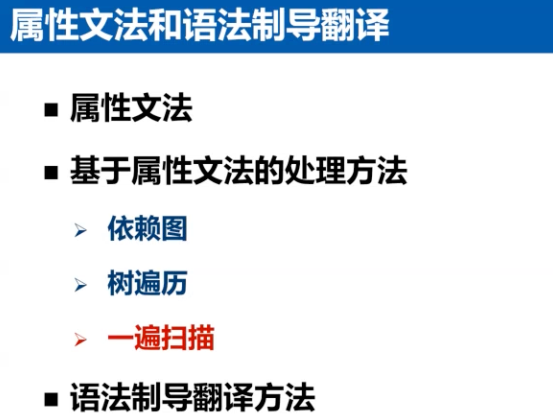 属性文法和语法制导翻译
■ 属性文法
■ 基于属性文法的处理方法
➢ 依赖图
➢ 树遍历
➢ 一遍扫描
■ 语法制导翻译方法